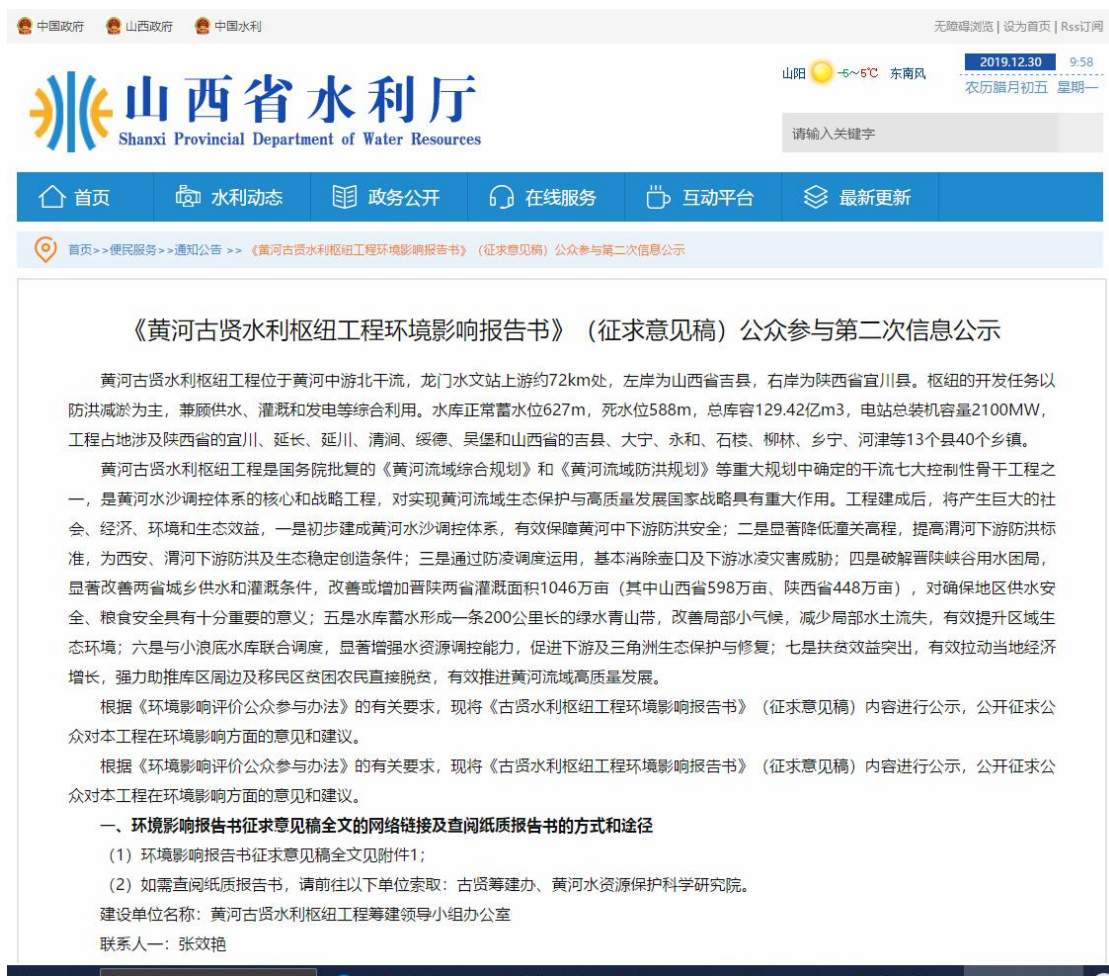 中国政府 山西政府 中国水利 无障碍浏览 | 设为首页 | Rss订阅
山西省水利厅
Shanxi Provincial Department of Water Resources
山阳 -5~5℃ 东南风 2019.12.30 9:58
农历腊月初五 星期一
请输入关键字
首页 水利动态 政务公开 在线服务 互动平台 最新更新
首页>>便民服务>>通知公告 >> 《黄河古贤水利枢纽工程环境影响报告书》（征求意见稿）公众参与第二次信息公示
《黄河古贤水利枢纽工程环境影响报告书》（征求意见稿）公众参与第二次信息公示
黄河古贤水利枢纽工程位于黄河中游北干流，龙门水文站上游约72km处，左岸为山西省吉县，右岸为陕西省宜川县。枢纽的开发任务以
防洪减淤为主，兼顾供水、灌溉和发电等综合利用。水库正常蓄水位627m，死水位588m，总库容129.42亿m3，电站总装机容量2100MW，
工程占地涉及陕西省的宜川、延长、延川、清涧、绥德、吴堡和山西省的吉县、大宁、永和、石楼、柳林、乡宁、河津等13个县40个乡镇。
黄河古贤水利枢纽工程是国务院批复的《黄河流域综合规划》和《黄河流域防洪规划》等重大规划中确定的干流七大控制性骨干工程之
一，是黄河水沙调控体系的核心和战略工程，对实现黄河流域生态保护与高质量发展国家战略具有重大作用。工程建成后，将产生巨大的社
会、经济、环境和生态效益，一是初步建成黄河水沙调控体系，有效保障黄河中下游防洪安全；二是显著降低潼关高程，提高渭河下游防洪标
准，为西安、渭河下游防洪及生态稳定创造条件；三是通过防凌调度运用，基本消除壶口及下游冰凌灾害威胁；四是破解晋陕峡谷用水困局，
显著改善两省城乡供水和灌溉条件，改善或增加晋陕两省灌溉面积1046万亩（其中山西省598万亩、陕西省448万亩），对确保地区供水安
全、粮食安全具有十分重要的意义；五是水库蓄水形成一条200公里长的绿水青山带，改善局部小气候，减少局部水土流失，有效提升区域生
态环境；六是与小浪底水库联合调度，显著增强水资源调控能力，促进下游及三角洲生态保护与修复；七是扶贫效益突出，有效拉动当地经济
增长，强力助推库区周边及移民区贫困农民直接脱贫，有效推进黄河流域高质量发展。
根据《环境影响评价公众参与办法》的有关要求，现将《古贤水利枢纽工程环境影响报告书》（征求意见稿）内容进行公示，公开征求公
众对本工程在环境影响方面的意见和建议。
根据《环境影响评价公众参与办法》的有关要求，现将《古贤水利枢纽工程环境影响报告书》（征求意见稿）内容进行公示，公开征求公
众对本工程在环境影响方面的意见和建议。
一、环境影响报告书征求意见稿全文的网络链接及查阅纸质报告书的方式和途径
（1）环境影响报告书征求意见稿全文见附件1；
（2）如需查阅纸质报告书，请前往以下单位索取：古贤筹建办、黄河水资源保护科学研究院。
建设单位名称：黄河古贤水利枢纽工程筹建领导小组办公室
联系人一：张效艳